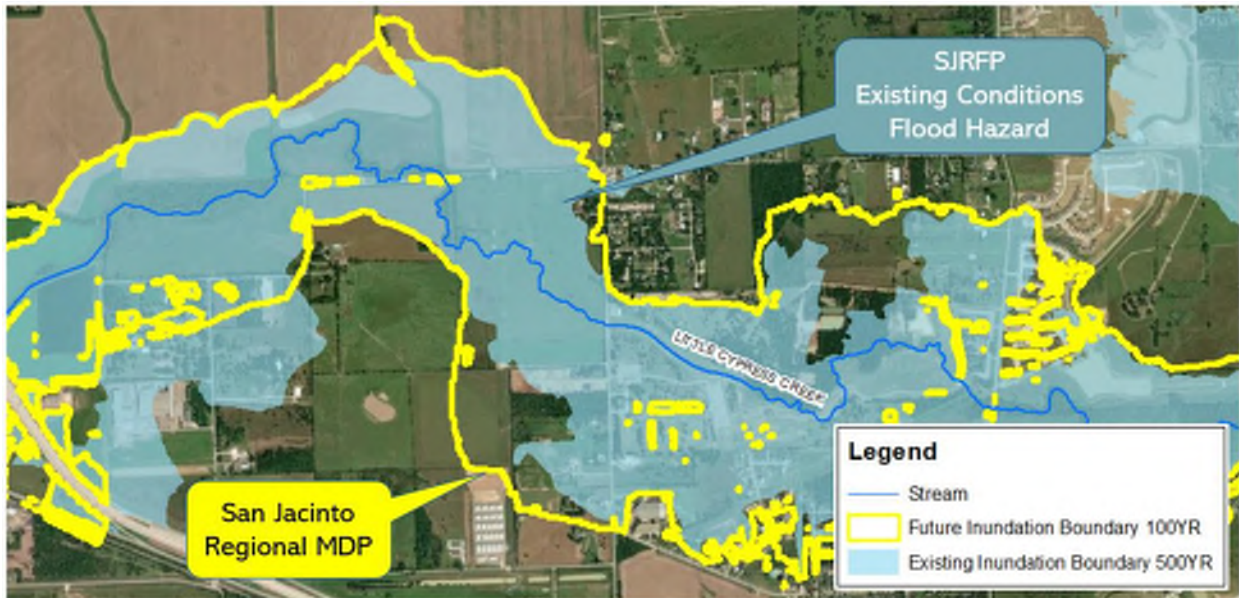 SJRFP
Existing Conditions
Flood Hazard
LITTLE CYPRESS CREEK
San Jacinto
Regional MDP
Legend
Stream
Future Inundation Boundary 100YR
Existing Inundation Boundary 500YR